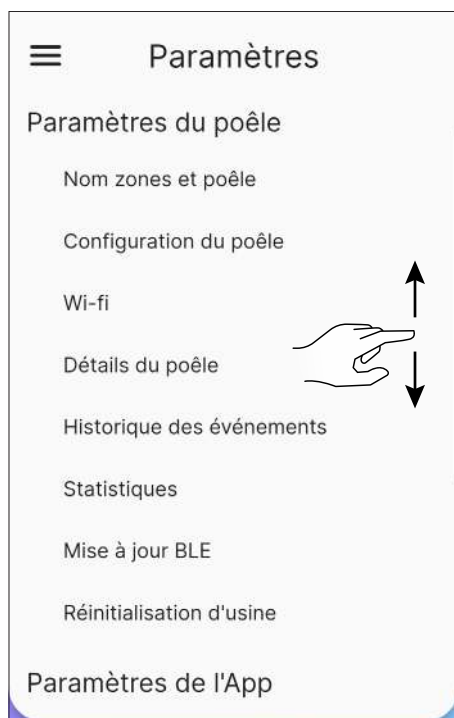 Paramètres
Paramètres du poêle
Nom zones et poêle
Configuration du poêle
Wi-fi
Détails du poêle
Historique des événements
Statistiques
Mise à jour BLE
Réinitialisation d'usine
Paramètres de l'App